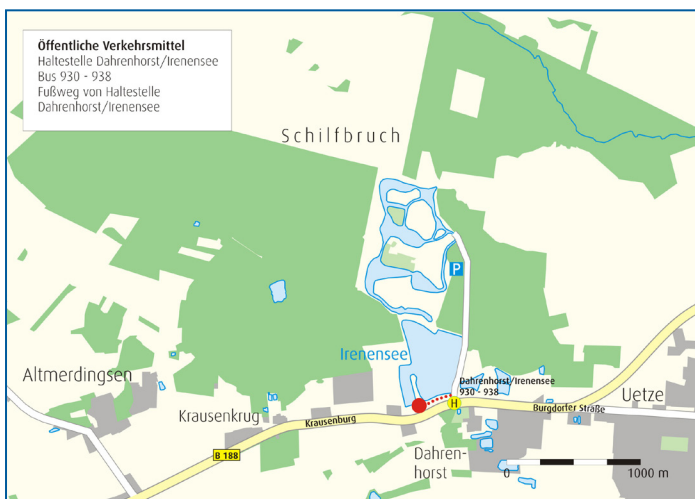 Öffentliche Verkehrsmittel
Haltestelle Dahrenhorst/Irenensee
Bus 930 - 938
Fußweg von Haltestelle
Dahrenhorst/Irenensee
Schilfbruch
P
Irenensee
Altmerdingsen
Dahrenhorst/Irenensee
930 - 938
Uetze
H
Krausenkrug
Krausenburg
Burgdorfer Straße
B 188
Dahren-
horst
0 1000 m